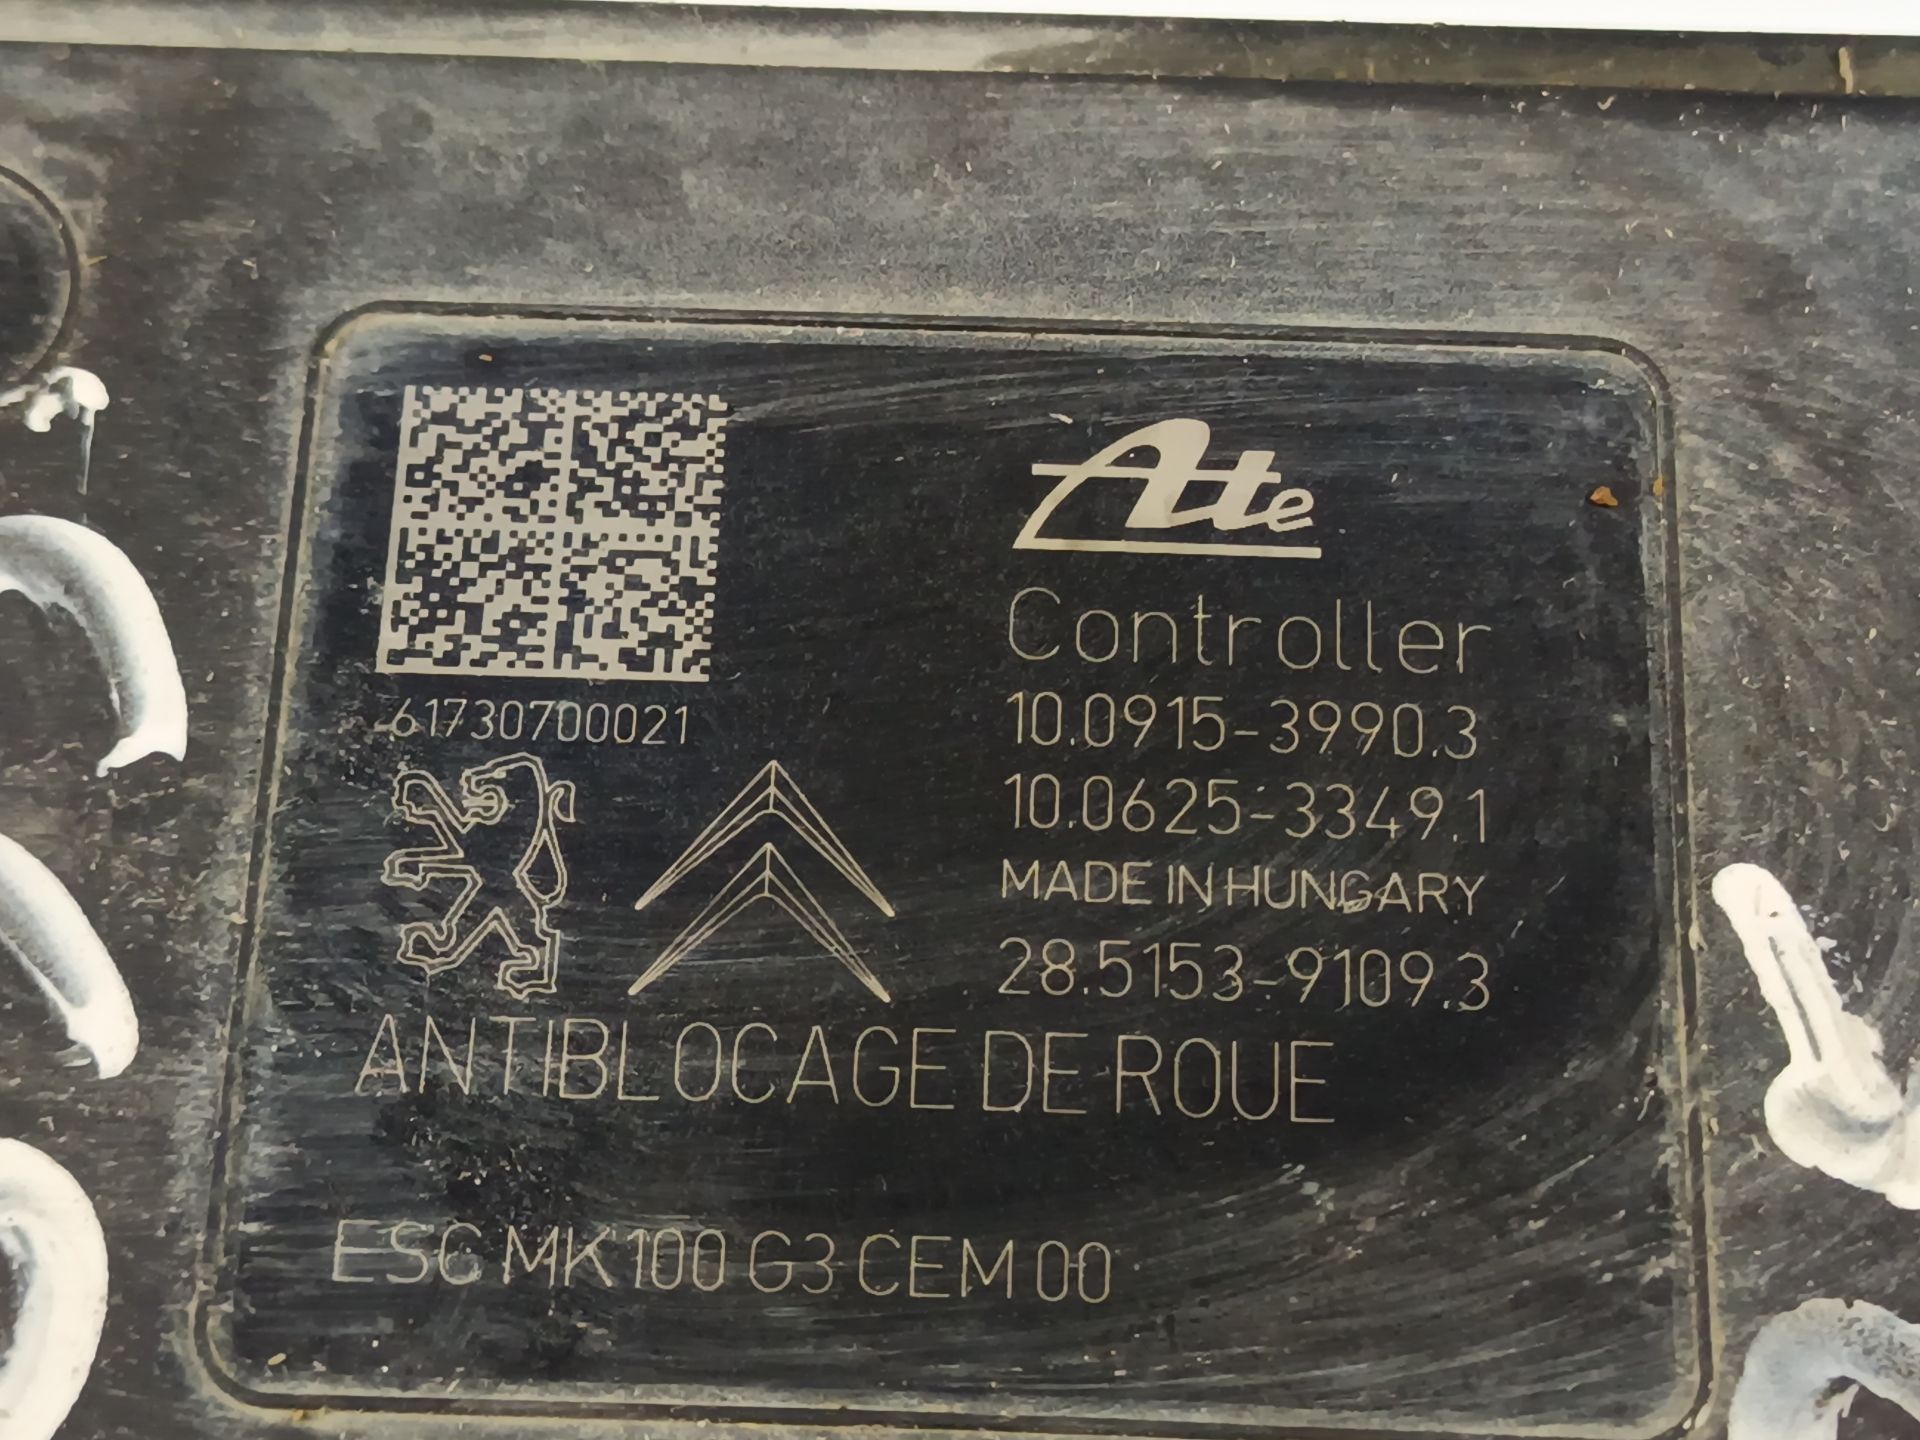 Ate
Controller
61730700021
10.0915-3990.3
10.0625-3349.1
MADE IN HUNGARY
28.5153-9109.3
ANTIBLOCAGE DE ROUE
ESC MK100 G3 CEM 00